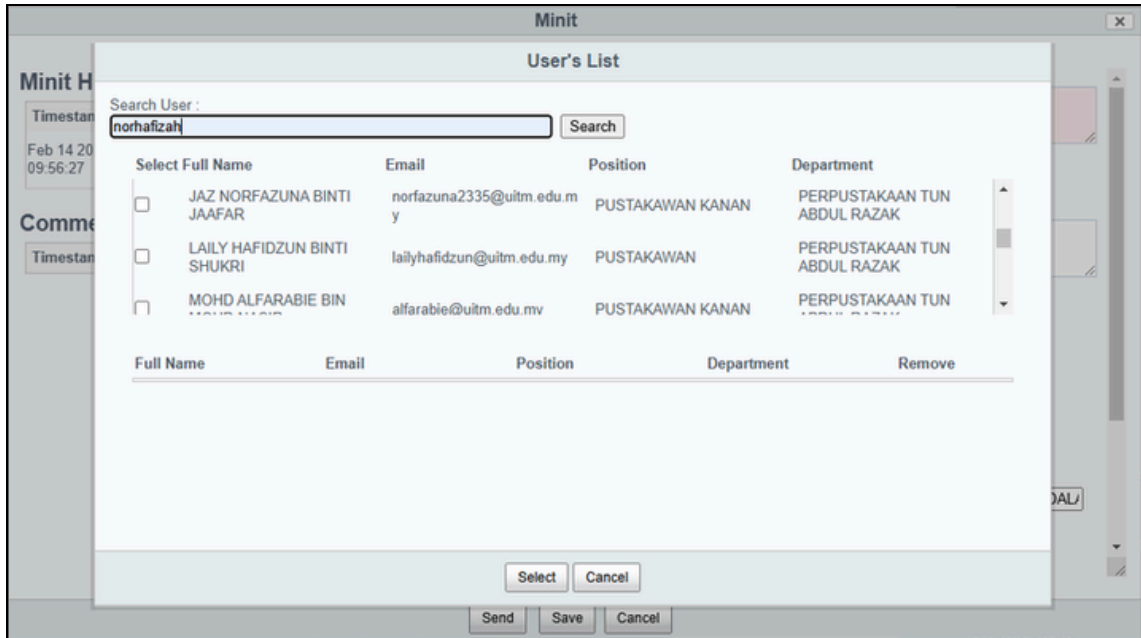 Minit
User's List
Minit H
Search User :
Timestan
norhafizah Search
Feb 14 20
09:56:27
Select Full Name Email Position Department
JAZ NORFAZUNA BINTI JAAFAR norfazuna2335@uitm.edu.my PUSTAKAWAN KANAN PERPUSTAKAAN TUN ABDUL RAZAK
Comme
LAILY HAFIDZUN BINTI SHUKRI lailyhafidzun@uitm.edu.my PUSTAKAWAN PERPUSTAKAAN TUN ABDUL RAZAK
Timestan
MOHD ALFARABIE BIN alfarabie@uitm.edu.my PUSTAKAWAN KANAN PERPUSTAKAAN TUN
Full Name Email Position Department Remove
DALA
Select Cancel
Send Save Cancel